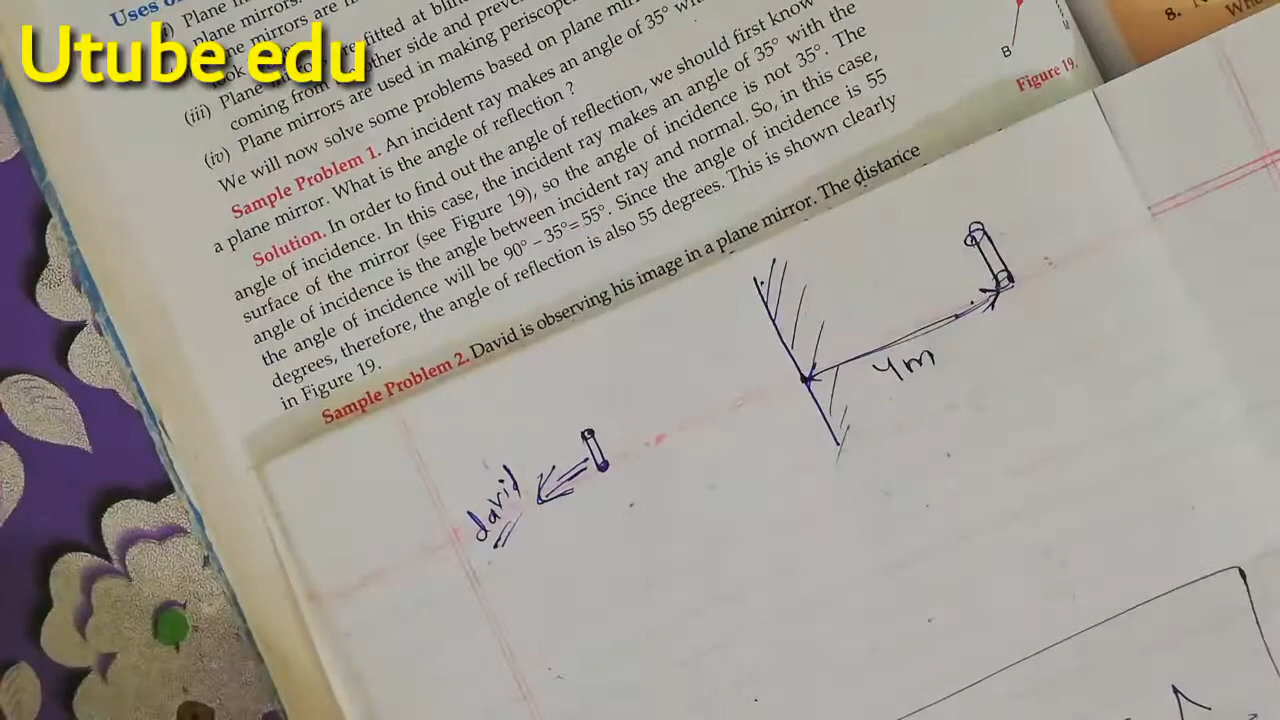 Utube edu
Uses of
Plane
plane mirrors.
plane mirrors are
look
(iii) Plane fitted at
coming from other side and prevent
(iv) Plane mirrors are used in making periscopes
We will now solve some problems based on plane
Sample Problem 1. An incident ray makes an angle of 35°
a plane mirror. What is the angle of reflection ?
Solution. In order to find out the angle of reflection, we should first know
angle of incidence. In this case, the incident ray makes an angle of 35° with the
surface of the mirror (see Figure 19), so the angle of incidence is not 35°. The
angle of incidence is the angle between incident ray and normal. So, in this case,
the angle of incidence will be 90° – 35°= 55°. Since the angle of incidence is 55
degrees, therefore, the angle of reflection is also 55 degrees. This is shown clearly
in Figure 19.
Sample Problem 2. David is observing his image in a plane mirror. The distance
B
Figure 19.
8.
4m
david